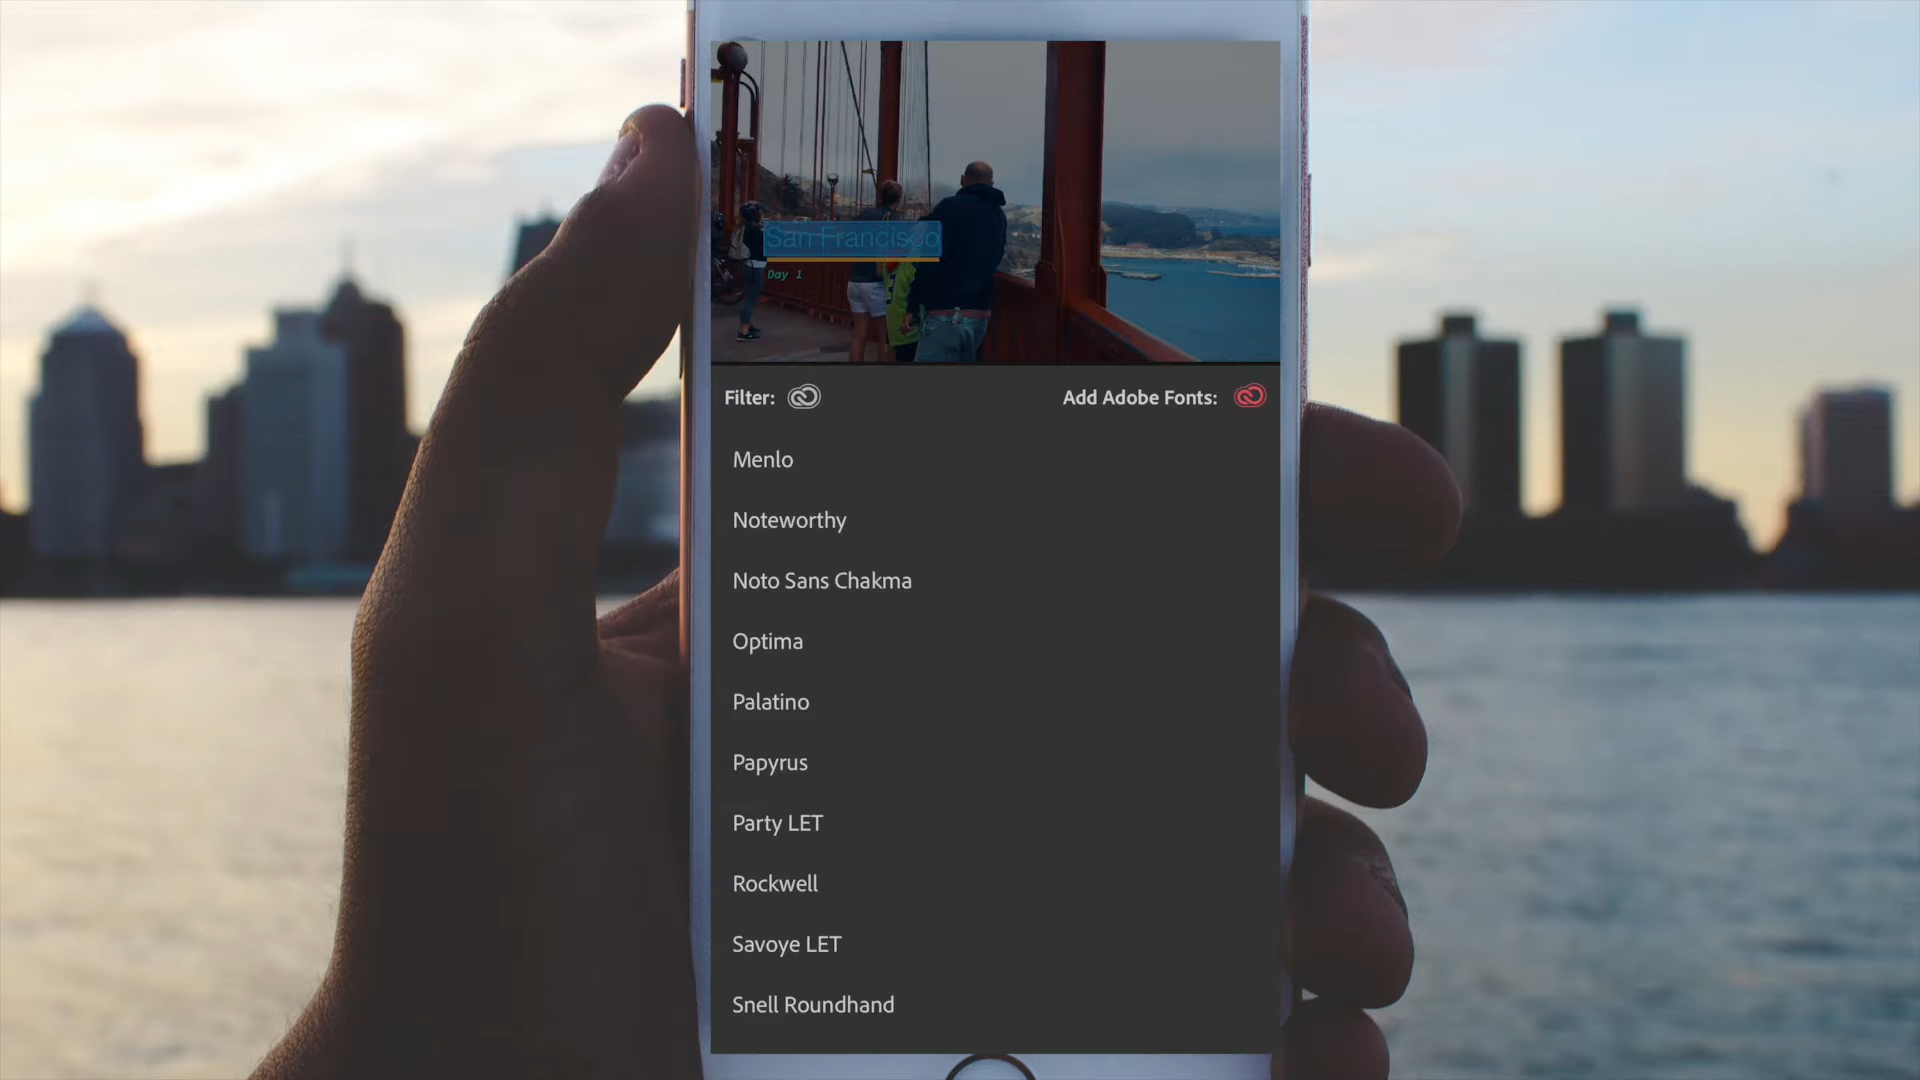 San Francisco
Day 1
Filter:
Add Adobe Fonts:
Menlo
Noteworthy
Noto Sans Chakma
Optima
Palatino
Papyrus
Party LET
Rockwell
Savoye LET
Snell Roundhand